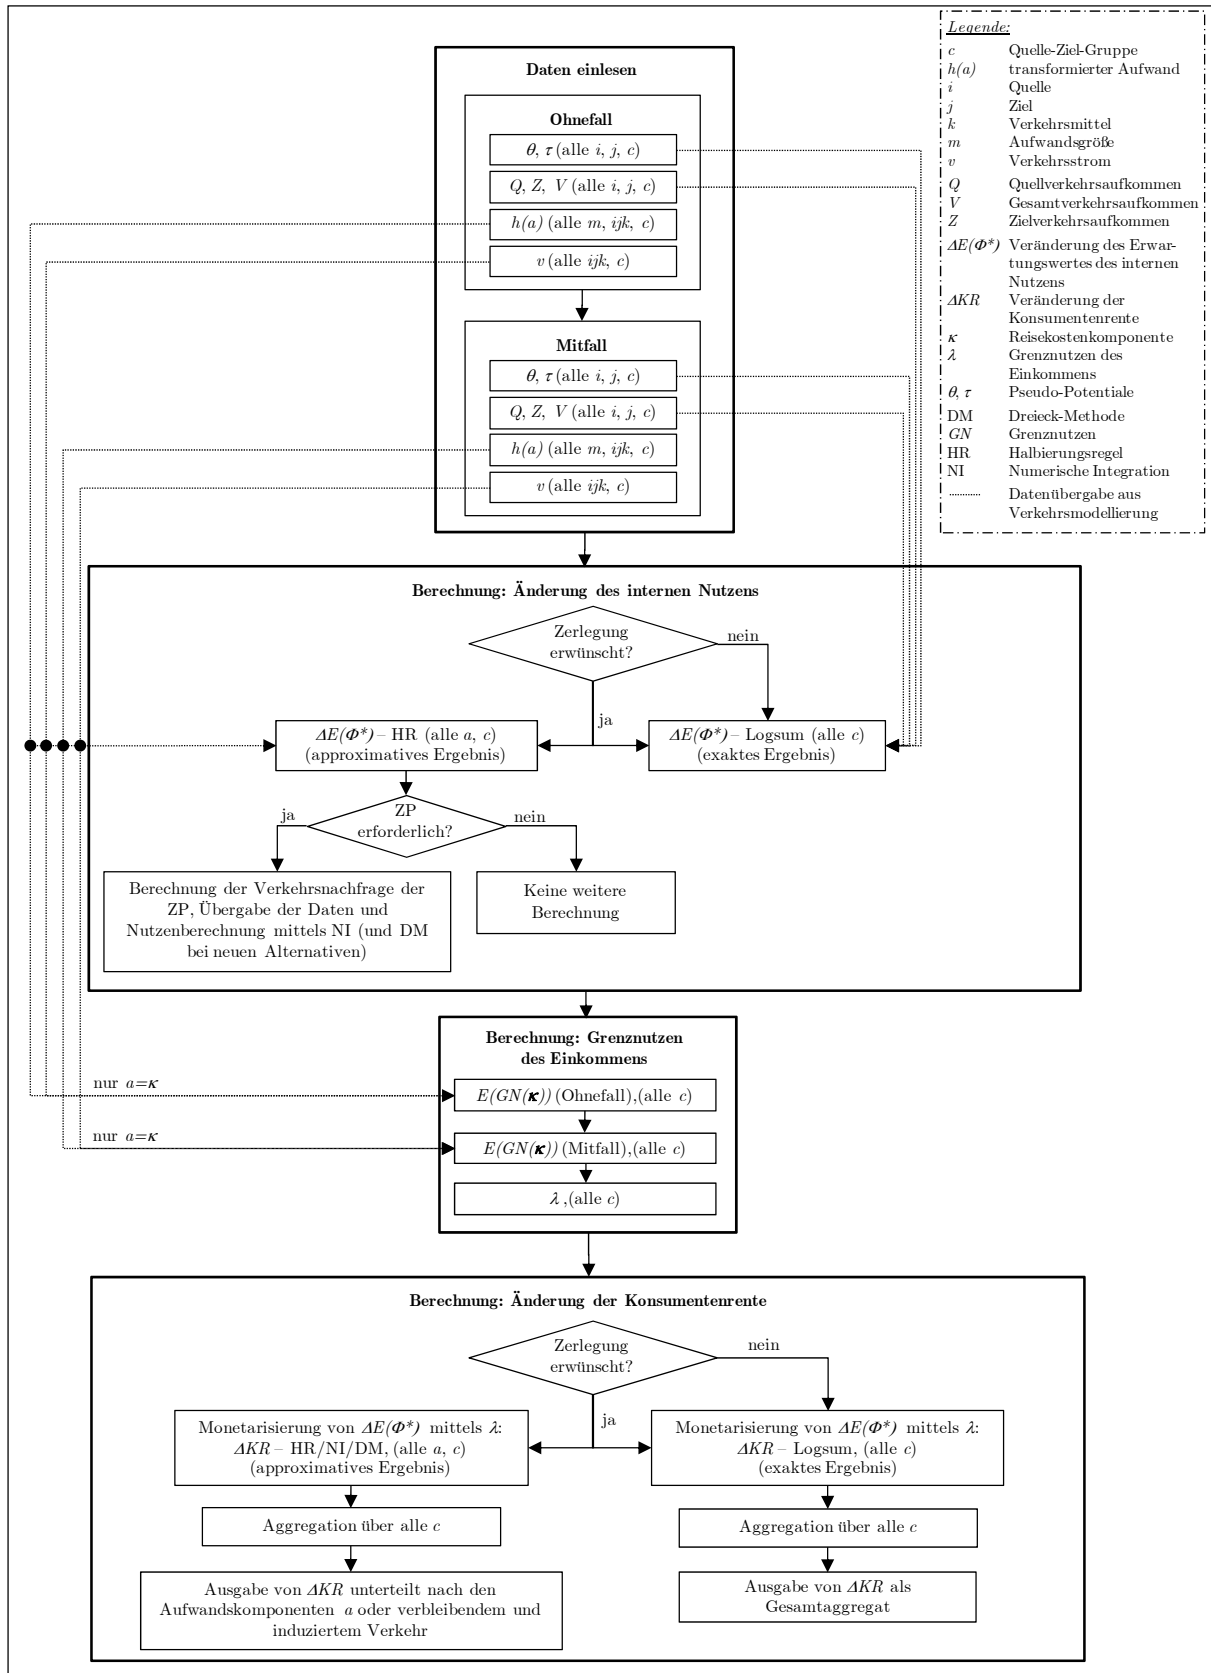 Legende:
c Quelle-Ziel-Gruppe
h(a) transformierter Aufwand
i Quelle
j Ziel
k Verkehrsmittel
m Aufwandsgröße
v Verkehrsstrom
Q Quellverkehrsaufkommen
V Gesamtverkehrsaufkommen
Z Zielverkehrsaufkommen
ΔE(Φ*) Veränderung des Erwar-
tungswertes des internen
Nutzens
ΔKR Veränderung der
Konsumentenrente
κ Reisekostenkomponente
λ Grenznutzen des
Einkommens
θ, τ Pseudo-Potentiale
DM Dreieck-Methode
GN Grenznutzen
HR Halbierungsregel
NI Numerische Integration
Datenübergabe aus
Verkehrsmodellierung
Daten einlesen
Ohnefall
θ, τ (alle i, j, c)
Q, Z, V (alle i, j, c)
h(a) (alle m, ijk, c)
v (alle ijk, c)
Mitfall
θ, τ (alle i, j, c)
Q, Z, V (alle i, j, c)
h(a) (alle m, ijk, c)
v (alle ijk, c)
Berechnung: Änderung des internen Nutzens
Zerlegung
erwünscht?
nein
ja
ΔE(Φ*) – HR (alle a, c)
(approximatives Ergebnis)
ΔE(Φ*) – Logsum (alle c)
(exaktes Ergebnis)
ZP
erforderlich?
ja
nein
Berechnung der Verkehrsnachfrage der
ZP, Übergabe der Daten und
Nutzenberechnung mittels NI (und DM
bei neuen Alternativen)
Keine weitere
Berechnung
Berechnung: Grenznutzen
des Einkommens
nur a=κ
E(GN(κ)) (Ohnefall),(alle c)
nur a=κ
E(GN(κ)) (Mitfall),(alle c)
λ ,(alle c)
Berechnung: Änderung der Konsumentenrente
Zerlegung
erwünscht?
nein
ja
Monetarisierung von ΔE(Φ*) mittels λ:
ΔKR – HR/NI/DM, (alle a, c)
(approximatives Ergebnis)
Monetarisierung von ΔE(Φ*) mittels λ:
ΔKR – Logsum, (alle c)
(exaktes Ergebnis)
Aggregation über alle c
Aggregation über alle c
Ausgabe von ΔKR unterteilt nach den
Aufwandskomponenten a oder verbleibendem und
induziertem Verkehr
Ausgabe von ΔKR als
Gesamtaggregat